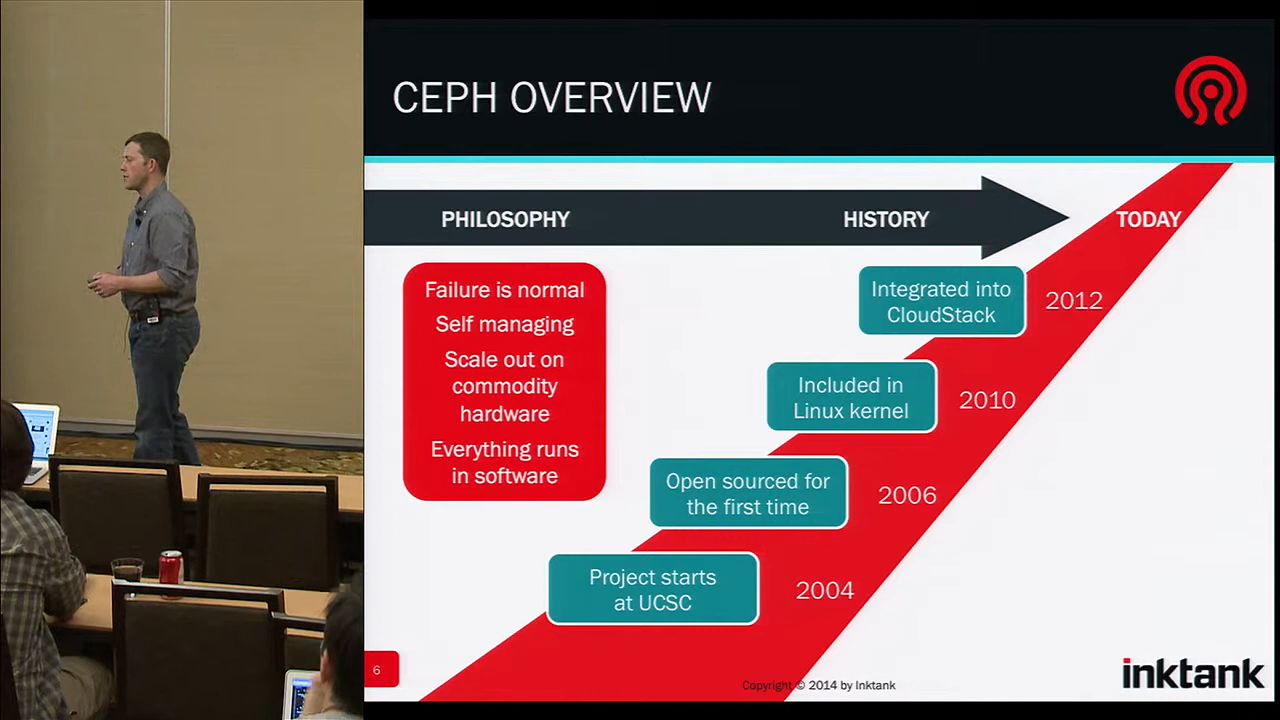 CEPH OVERVIEW
PHILOSOPHY
HISTORY
TODAY
Failure is normal
Self managing
Scale out on
commodity
hardware
Everything runs
in software
Integrated into
CloudStack
2012
Included in
Linux kernel
2010
Open sourced for
the first time
2006
Project starts
at UCSC
2004
6
Copyright © 2014 by Inktank
inktank